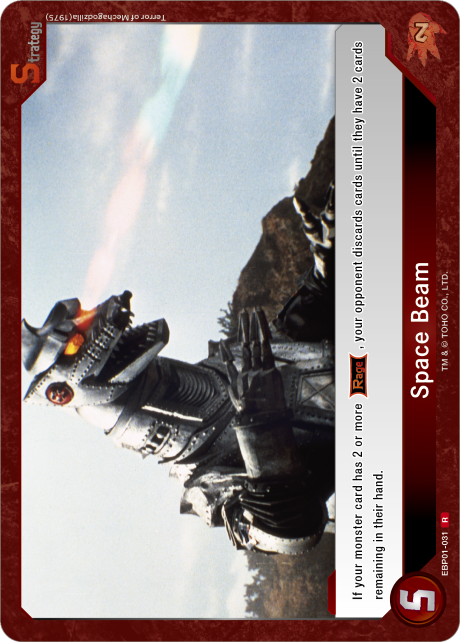 Strategy
Terror of Mechagodzilla(1975)
2
If your monster card has 2 or more Rage, your opponent discards cards until they have 2 cards
remaining in their hand.
5
Space Beam
EBP01-031 R
TM & © TOHO CO., LTD.